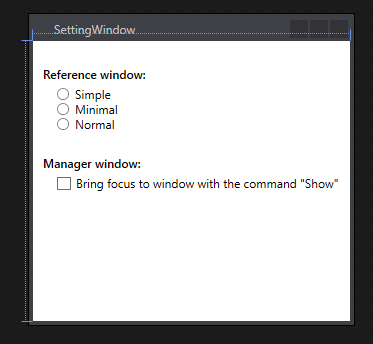 SettingWindow
Reference window:
Simple
Minimal
Normal
Manager window:
Bring focus to window with the command "Show"